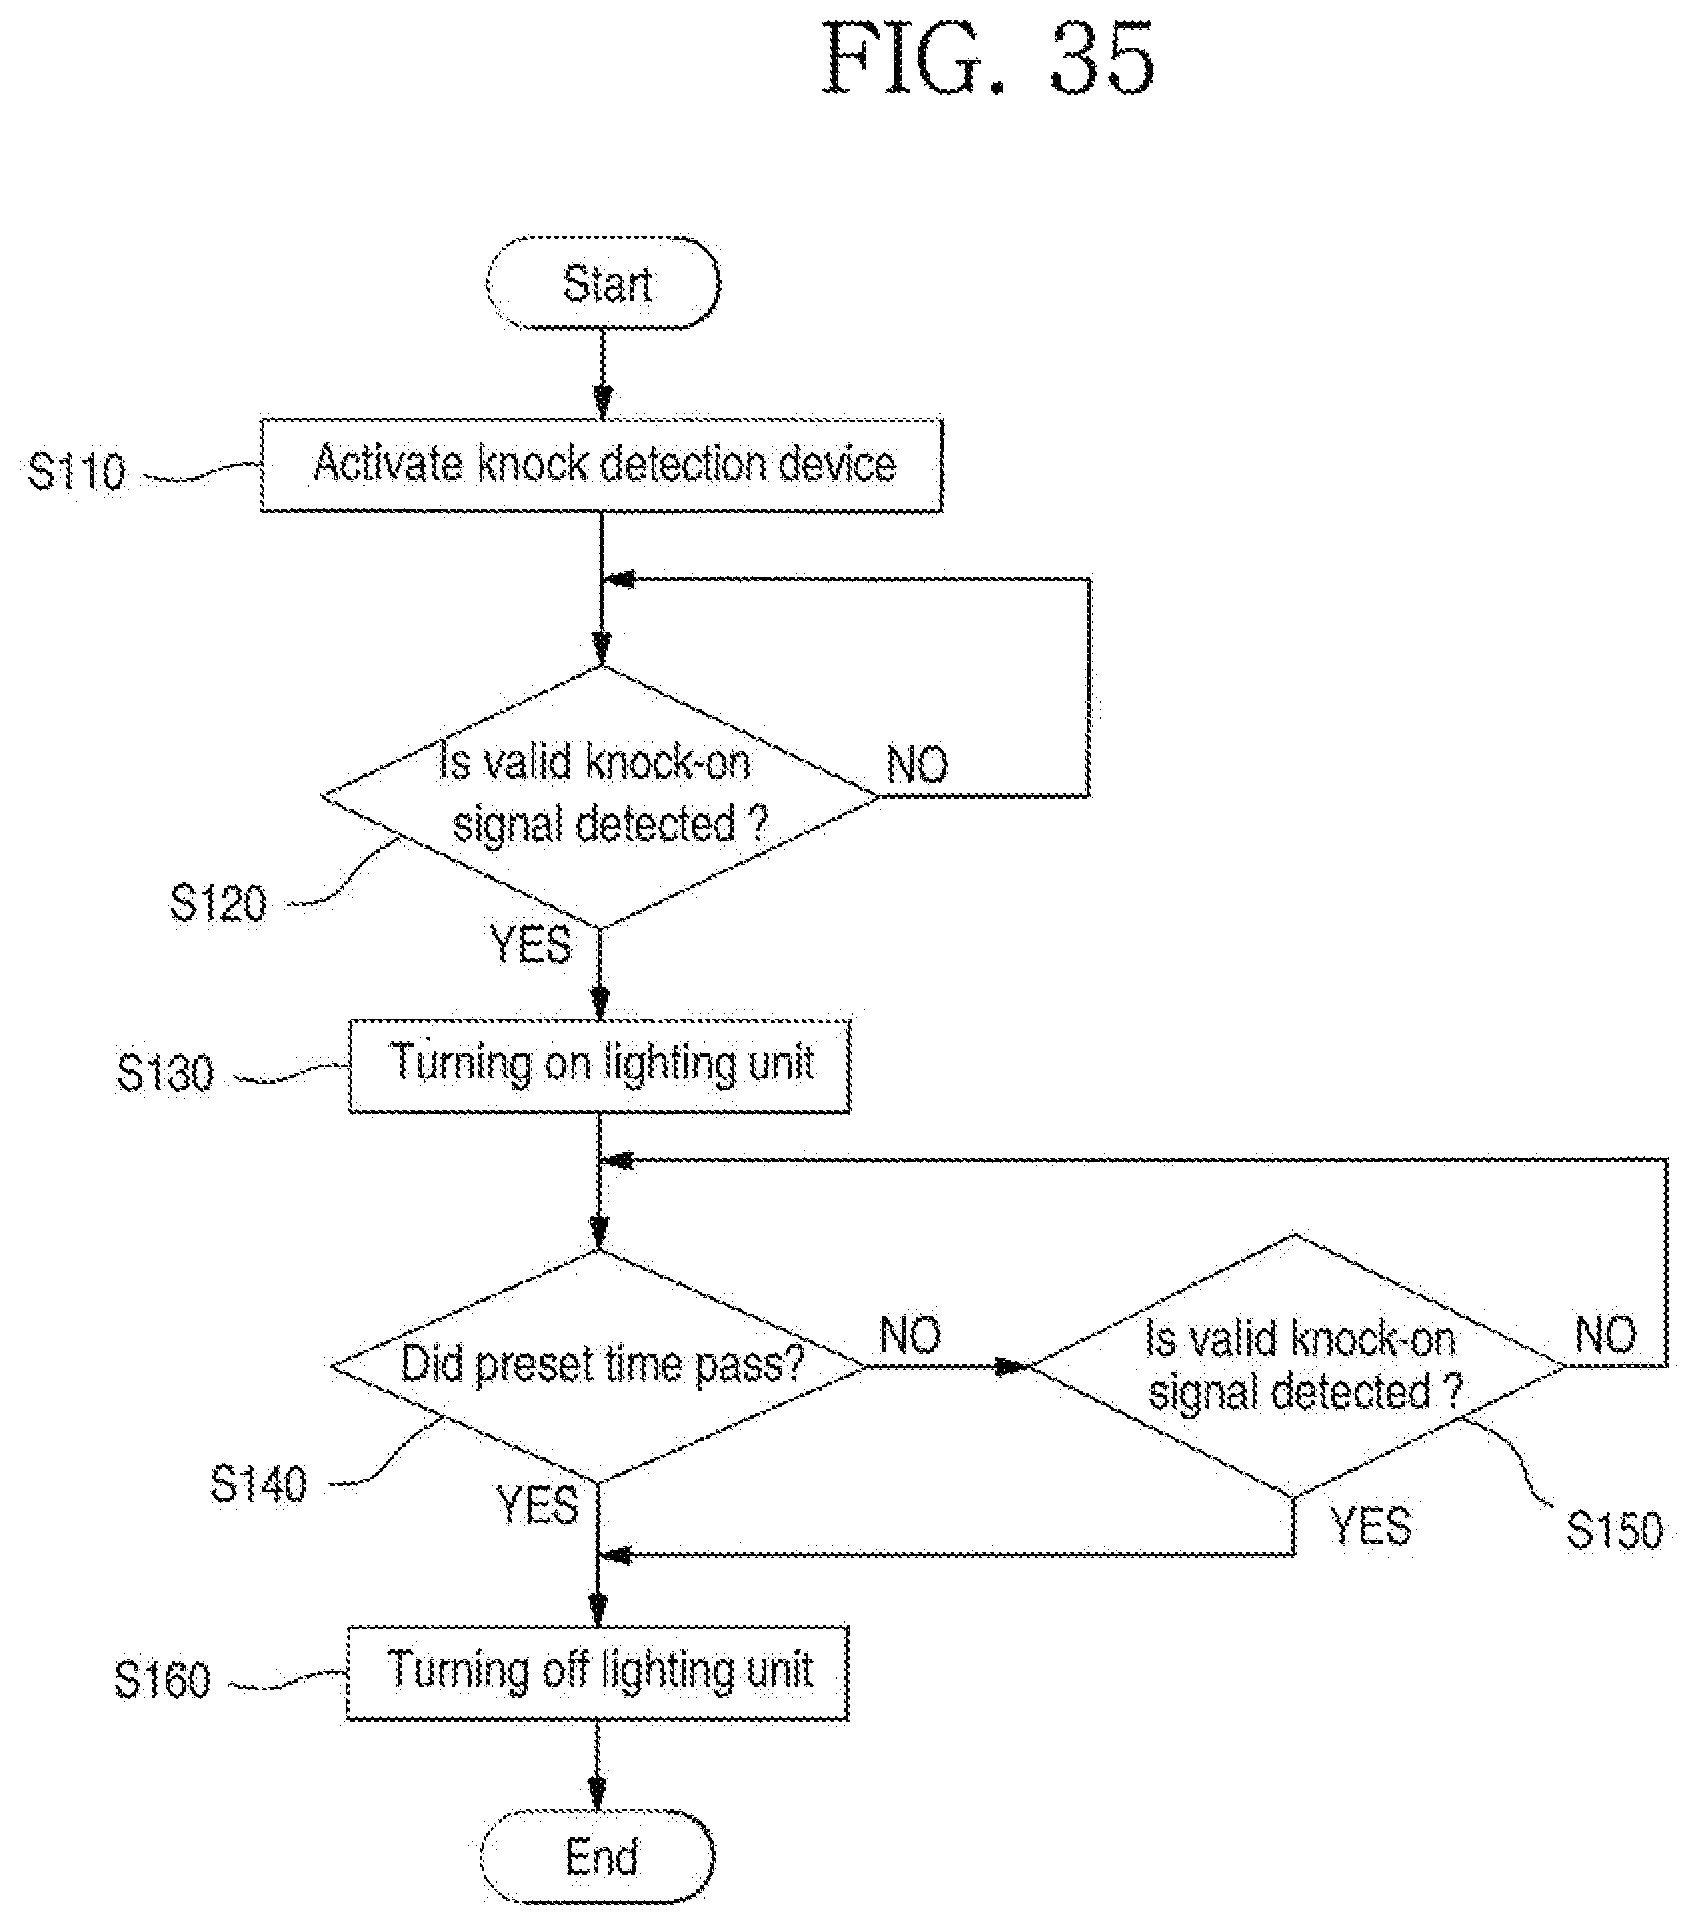 FIG. 35
Start
S110
Activate knock detection device
Is valid knock-on
signal detected ?
NO
S120
YES
S130
Turning on lighting unit
Did preset time pass?
NO
Is valid knock-on
signal detected ?
NO
S140
YES
YES
S150
S160
Turning off lighting unit
End